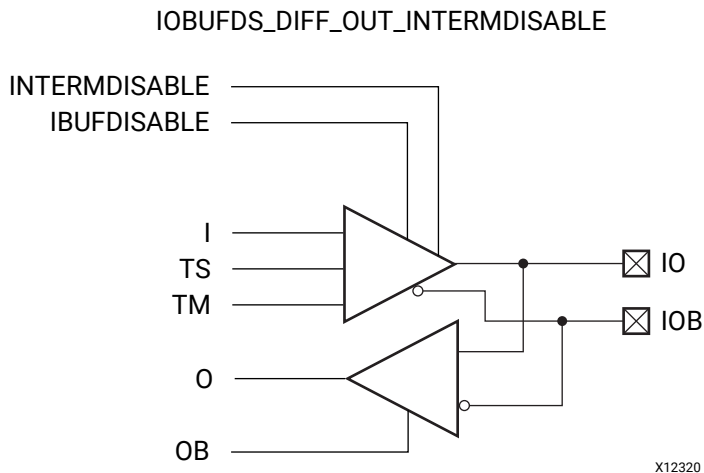 IOBUFDS_DIFF_OUT_INTERMDISABLE
INTERMDISABLE
IBUFDISABLE
I
TS
TM
IO
IOB
O
OB
X12320